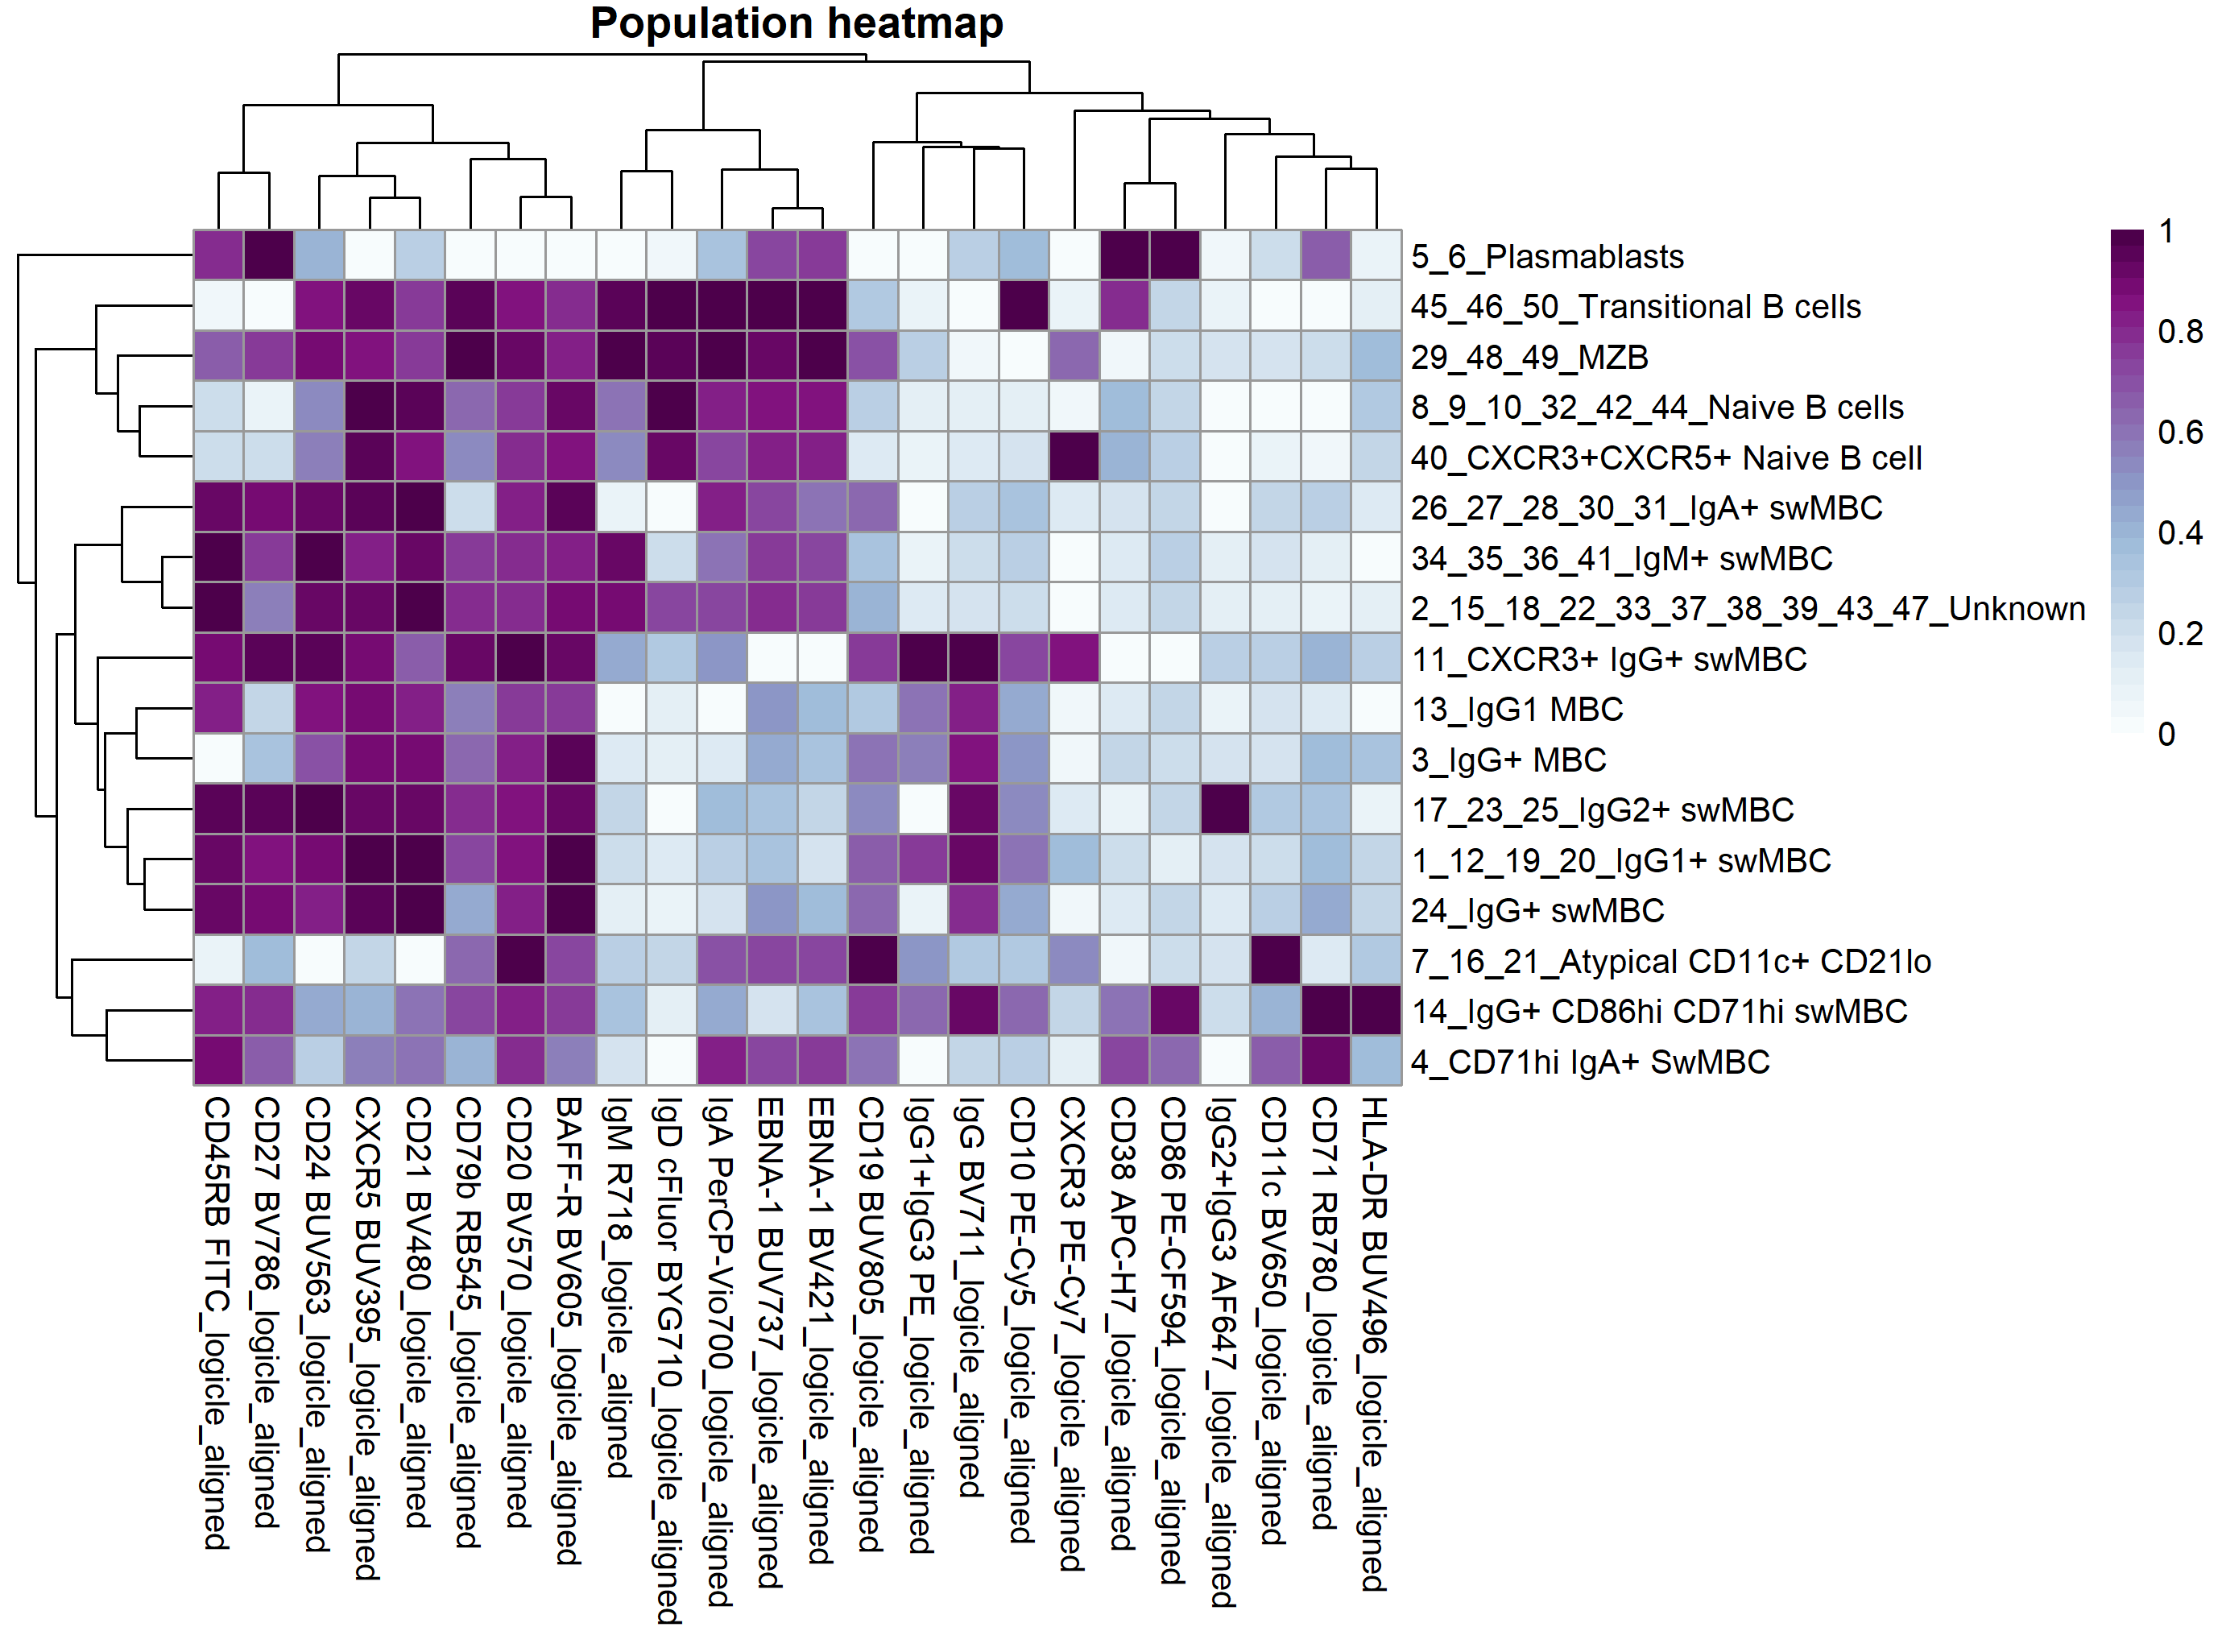 Population heatmap
5_6_Plasmablasts
45_46_50_Transitional B cells
29_48_49_MZB
8_9_10_32_42_44_Naive B cells
40_CXCR3+CXCR5+ Naive B cell
26_27_28_30_31_IgA+ swMBC
34_35_36_41_IgM+ swMBC
2_15_18_22_33_37_38_39_43_47_Unknown
11_CXCR3+ IgG+ swMBC
13_IgG1 MBC
3_IgG+ MBC
17_23_25_IgG2+ swMBC
1_12_19_20_IgG1+ swMBC
24_IgG+ swMBC
7_16_21_Atypical CD11c+ CD21lo
14_IgG+ CD86hi CD71hi swMBC
4_CD71hi IgA+ SwMBC
1
0.8
0.6
0.4
0.2
0
CD45RB FITC_logicle_aligned
CD27 BV786_logicle_aligned
CD24 BUV563_logicle_aligned
CXCR5 BUV395_logicle_aligned
CD21 BV480_logicle_aligned
CD79b RB545_logicle_aligned
CD20 BV570_logicle_aligned
BAFF-R BV605_logicle_aligned
IgM R718_logicle_aligned
IgD cFluor BYG710_logicle_aligned
IgA PerCP-Vio700_logicle_aligned
EBNA-1 BUV737_logicle_aligned
EBNA-1 BV421_logicle_aligned
CD19 BUV805_logicle_aligned
IgG1+IgG3 PE_logicle_aligned
IgG BV711_logicle_aligned
CD10 PE-Cy5_logicle_aligned
CXCR3 PE-Cy7_logicle_aligned
CD38 APC-H7_logicle_aligned
CD86 PE-CF594_logicle_aligned
IgG2+IgG3 AF647_logicle_aligned
CD11c BV650_logicle_aligned
CD71 RB780_logicle_aligned
HLA-DR BUV496_logicle_aligned